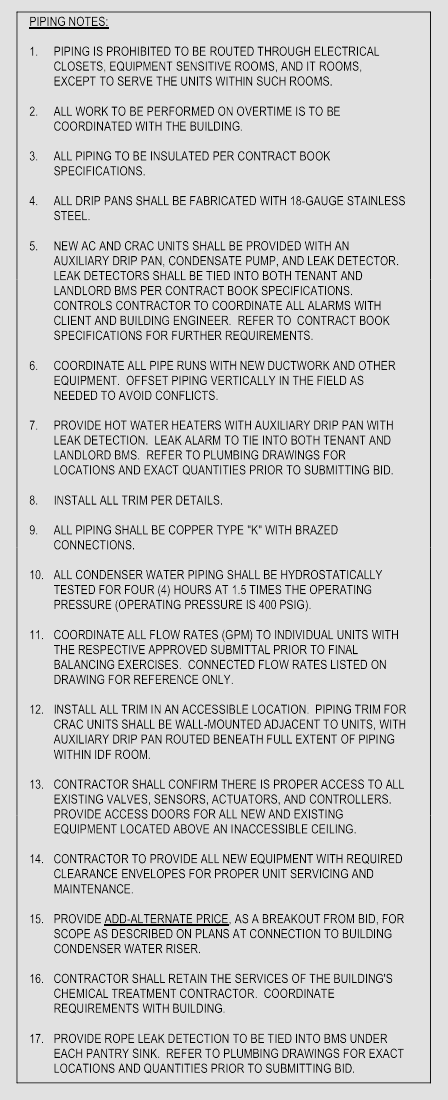 PIPING NOTES:
1. PIPING IS PROHIBITED TO BE ROUTED THROUGH ELECTRICAL
CLOSETS, EQUIPMENT SENSITIVE ROOMS, AND IT ROOMS,
EXCEPT TO SERVE THE UNITS WITHIN SUCH ROOMS.
2. ALL WORK TO BE PERFORMED ON OVERTIME IS TO BE
COORDINATED WITH THE BUILDING.
3. ALL PIPING TO BE INSULATED PER CONTRACT BOOK
SPECIFICATIONS.
4. ALL DRIP PANS SHALL BE FABRICATED WITH 18-GAUGE STAINLESS
STEEL.
5. NEW AC AND CRAC UNITS SHALL BE PROVIDED WITH AN
AUXILIARY DRIP PAN, CONDENSATE PUMP, AND LEAK DETECTOR.
LEAK DETECTORS SHALL BE TIED INTO BOTH TENANT AND
LANDLORD BMS PER CONTRACT BOOK SPECIFICATIONS.
CONTROLS CONTRACTOR TO COORDINATE ALL ALARMS WITH
CLIENT AND BUILDING ENGINEER. REFER TO CONTRACT BOOK
SPECIFICATIONS FOR FURTHER REQUIREMENTS.
6. COORDINATE ALL PIPE RUNS WITH NEW DUCTWORK AND OTHER
EQUIPMENT. OFFSET PIPING VERTICALLY IN THE FIELD AS
NEEDED TO AVOID CONFLICTS.
7. PROVIDE HOT WATER HEATERS WITH AUXILIARY DRIP PAN WITH
LEAK DETECTION. LEAK ALARM TO TIE INTO BOTH TENANT AND
LANDLORD BMS. REFER TO PLUMBING DRAWINGS FOR
LOCATIONS AND EXACT QUANTITIES PRIOR TO SUBMITTING BID.
8. INSTALL ALL TRIM PER DETAILS.
9. ALL PIPING SHALL BE COPPER TYPE "K" WITH BRAZED
CONNECTIONS.
10. ALL CONDENSER WATER PIPING SHALL BE HYDROSTATICALLY
TESTED FOR FOUR (4) HOURS AT 1.5 TIMES THE OPERATING
PRESSURE (OPERATING PRESSURE IS 400 PSIG).
11. COORDINATE ALL FLOW RATES (GPM) TO INDIVIDUAL UNITS WITH
THE RESPECTIVE APPROVED SUBMITTAL PRIOR TO FINAL
BALANCING EXERCISES. CONNECTED FLOW RATES LISTED ON
DRAWING FOR REFERENCE ONLY.
12. INSTALL ALL TRIM IN AN ACCESSIBLE LOCATION. PIPING TRIM FOR
CRAC UNITS SHALL BE WALL-MOUNTED ADJACENT TO UNITS, WITH
AUXILIARY DRIP PAN ROUTED BENEATH FULL EXTENT OF PIPING
WITHIN IDF ROOM.
13. CONTRACTOR SHALL CONFIRM THERE IS PROPER ACCESS TO ALL
EXISTING VALVES, SENSORS, ACTUATORS, AND CONTROLLERS.
PROVIDE ACCESS DOORS FOR ALL NEW AND EXISTING
EQUIPMENT LOCATED ABOVE AN INACCESSIBLE CEILING.
14. CONTRACTOR TO PROVIDE ALL NEW EQUIPMENT WITH REQUIRED
CLEARANCE ENVELOPES FOR PROPER UNIT SERVICING AND
MAINTENANCE.
15. PROVIDE ADD-ALTERNATE PRICE, AS A BREAKOUT FROM BID, FOR
SCOPE AS DESCRIBED ON PLANS AT CONNECTION TO BUILDING
CONDENSER WATER RISER.
16. CONTRACTOR SHALL RETAIN THE SERVICES OF THE BUILDING'S
CHEMICAL TREATMENT CONTRACTOR. COORDINATE
REQUIREMENTS WITH BUILDING.
17. PROVIDE ROPE LEAK DETECTION TO BE TIED INTO BMS UNDER
EACH PANTRY SINK. REFER TO PLUMBING DRAWINGS FOR EXACT
LOCATIONS AND QUANTITIES PRIOR TO SUBMITTING BID.